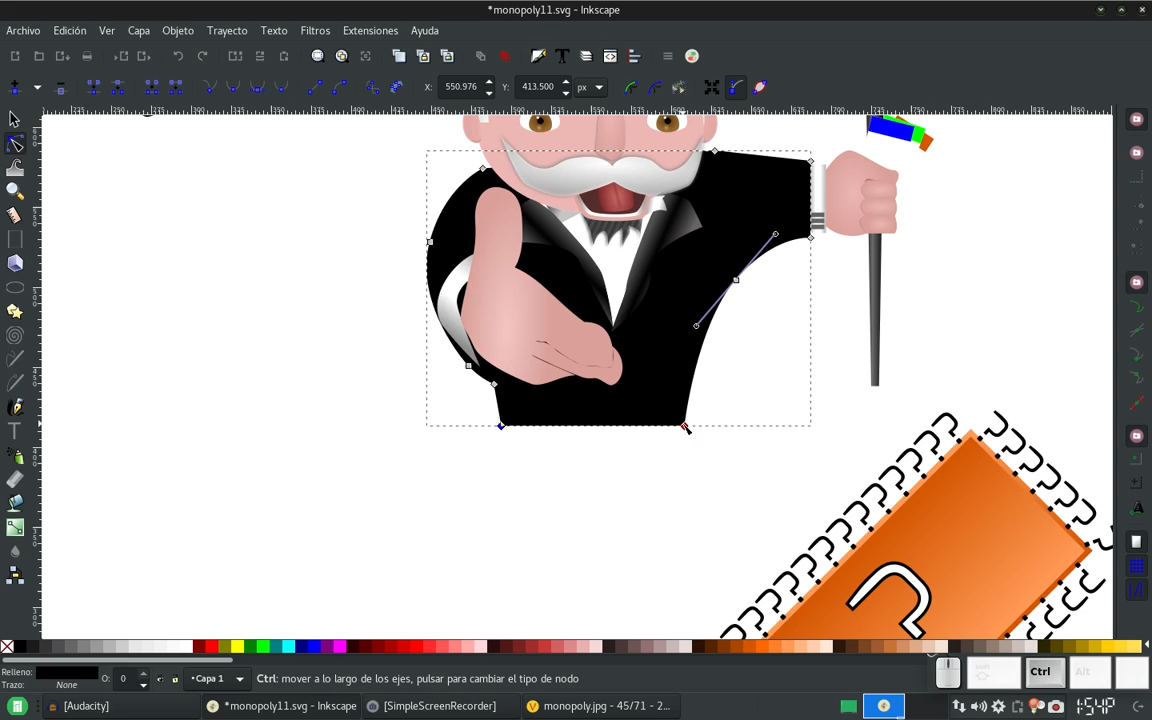 *monopoly11.svg - Inkscape
Archivo Edición Ver Capa Objeto Trayecto Texto Filtros Extensiones Ayuda
X: 550.976 Y: 413.500 px
Relleno: O: 0 •Capa 1 Ctrl: mover a lo largo de los ejes, pulsar para cambiar el tipo de nodo
Trazo: None
Ctrl Alt
[Audacity] *monopoly11.svg - Inkscape [SimpleScreenRecorder] monopoly.jpg - 45/71 - 2...